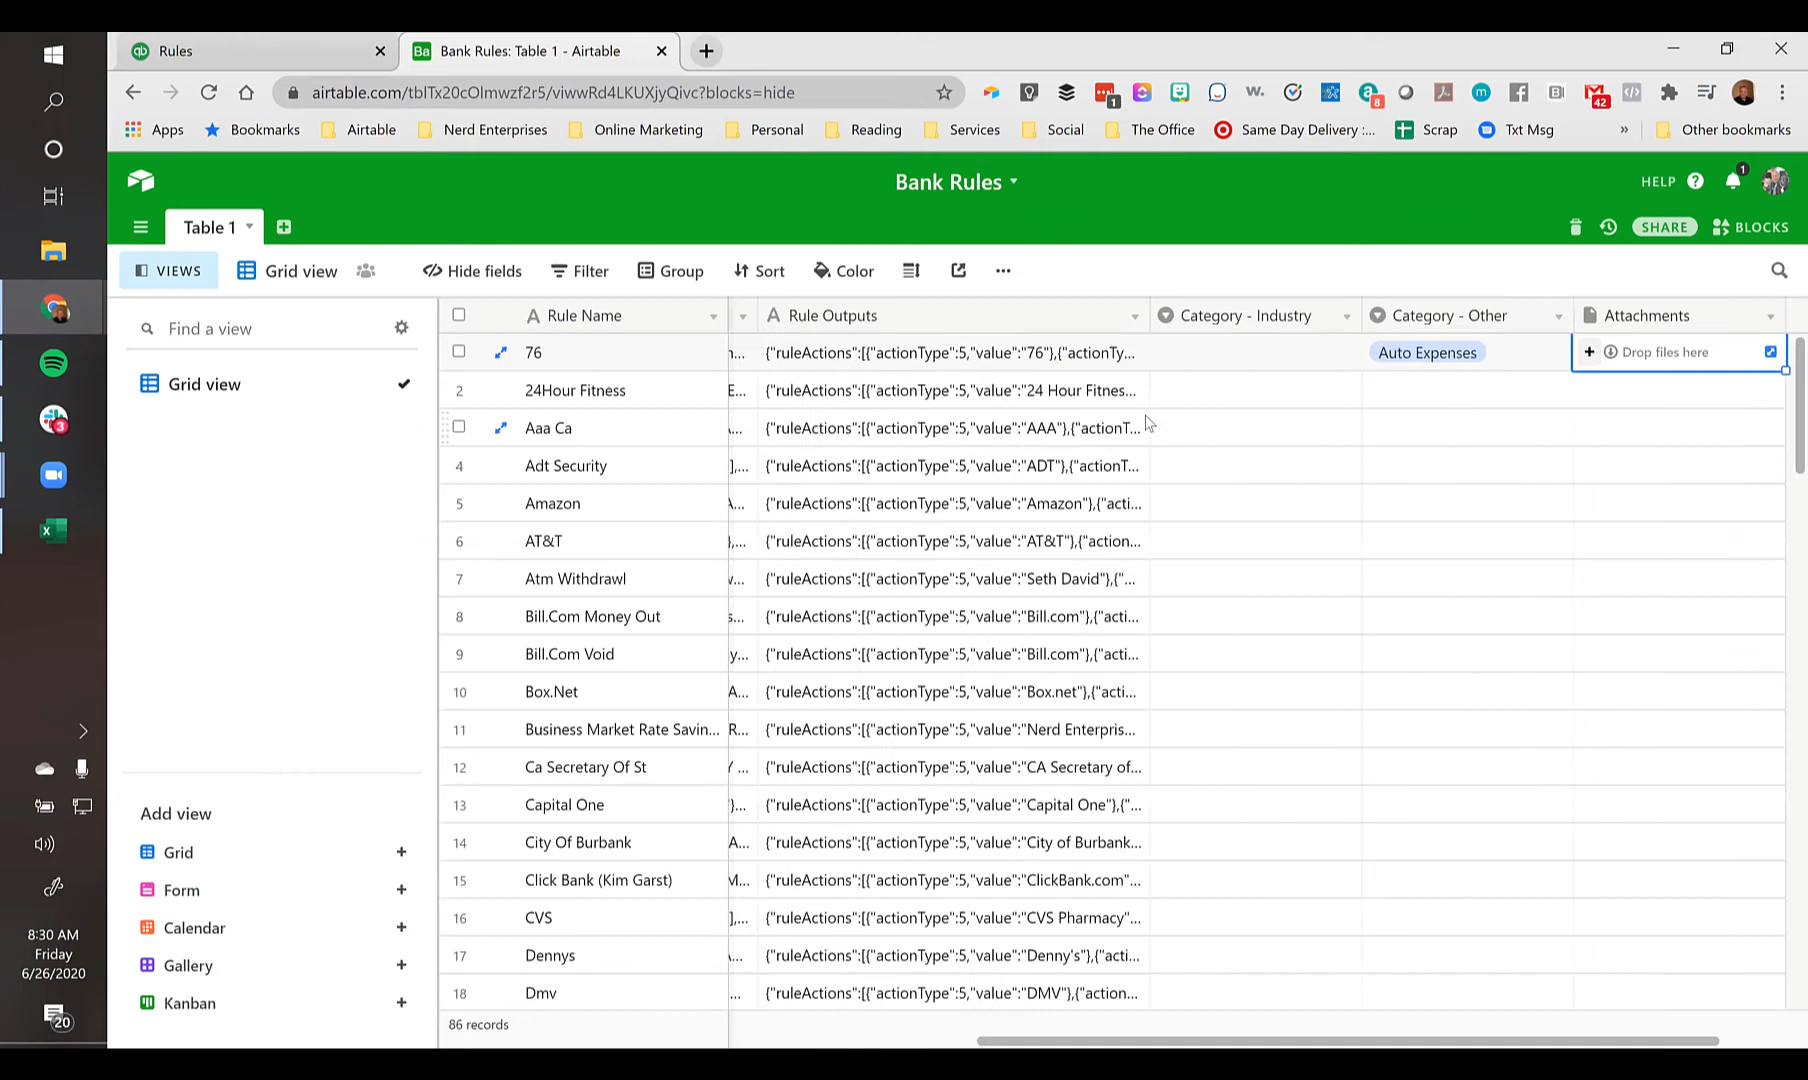 Rules
Bank Rules: Table 1 - Airtable
airtable.com/tblTx20cOlmwzf2r5/viwwRd4LKUXjyQivc?blocks=hide
Apps
Bookmarks
Airtable
Nerd Enterprises
Online Marketing
Personal
Reading
Services
Social
The Office
Same Day Delivery :...
Scrap
Txt Msg
»
Other bookmarks
Bank Rules
HELP
1
Table 1
SHARE
BLOCKS
VIEWS
Grid view
Hide fields
Filter
Group
Sort
Color
...
Find a view
Grid view
Add view
Grid
Form
Calendar
Gallery
Kanban
Rule Name
Rule Outputs
Category - Industry
Category - Other
Attachments
76 n... {"ruleActions":[{"actionType":5,"value":"76"},{"actionTy... Auto Expenses Drop files here
2 24Hour Fitness E... {"ruleActions":[{"actionType":5,"value":"24 Hour Fitnes...
Aaa Ca A... {"ruleActions":[{"actionType":5,"value":"AAA"},{"actionT...
4 Adt Security ],... {"ruleActions":[{"actionType":5,"value":"ADT"},{"actionT...
5 Amazon A... {"ruleActions":[{"actionType":5,"value":"Amazon"},{"acti...
6 AT&T },... {"ruleActions":[{"actionType":5,"value":"AT&T"},{"action...
7 Atm Withdrawl w... {"ruleActions":[{"actionType":5,"value":"Seth David"},{"...
8 Bill.Com Money Out s... {"ruleActions":[{"actionType":5,"value":"Bill.com"},{"acti...
9 Bill.Com Void y... {"ruleActions":[{"actionType":5,"value":"Bill.com"},{"acti...
10 Box.Net A... {"ruleActions":[{"actionType":5,"value":"Box.net"},{"acti...
11 Business Market Rate Savin... R... {"ruleActions":[{"actionType":5,"value":"Nerd Enterpris...
12 Ca Secretary Of St Y ... {"ruleActions":[{"actionType":5,"value":"CA Secretary of...
13 Capital One "}... {"ruleActions":[{"actionType":5,"value":"Capital One"},{"...
14 City Of Burbank A... {"ruleActions":[{"actionType":5,"value":"City of Burbank...
15 Click Bank (Kim Garst) M... {"ruleActions":[{"actionType":5,"value":"ClickBank.com"...
16 CVS ],... {"ruleActions":[{"actionType":5,"value":"CVS Pharmacy"...
17 Dennys A... {"ruleActions":[{"actionType":5,"value":"Denny's"},{"acti...
18 Dmv ... {"ruleActions":[{"actionType":5,"value":"DMV"},{"action...
86 records
8:30 AM
Friday
6/26/2020
20